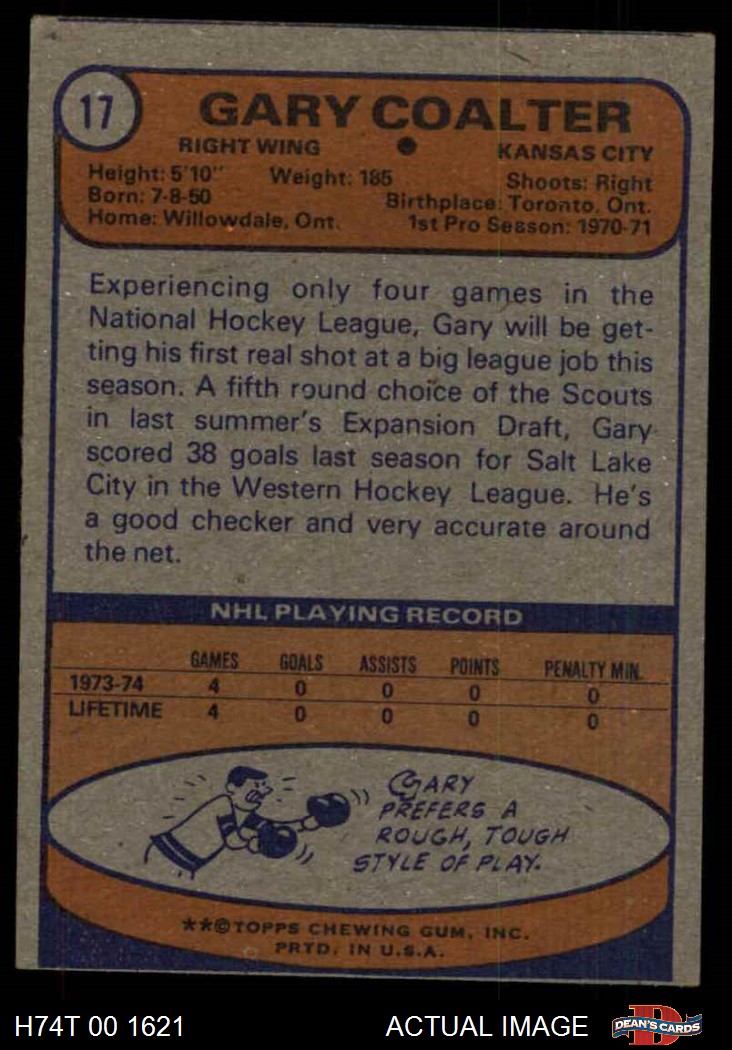 17
GARY COALTER
RIGHT WING
KANSAS CITY
Height: 5'10" Weight: 185 Shoots: Right
Born: 7-8-50 Birthplace: Toronto, Ont.
Home: Willowdale, Ont. 1st Pro Season: 1970-71
Experiencing only four games in the
National Hockey League, Gary will be get-
ting his first real shot at a big league job this
season. A fifth round choice of the Scouts
in last summer's Expansion Draft, Gary
scored 38 goals last season for Salt Lake
City in the Western Hockey League. He's
a good checker and very accurate around
the net.
NHL PLAYING RECORD
GAMES GOALS ASSISTS POINTS PENALTY MIN.
1973-74 4 0 0 0 0
LIFETIME 4 0 0 0 0
GARY
PREFERS A
ROUGH, TOUGH
STYLE OF PLAY.
**©TOPPS CHEWING GUM, INC.
PRTD. IN U.S.A.
H74T 00 1621 ACTUAL IMAGE
D
DEAN'S CARDS